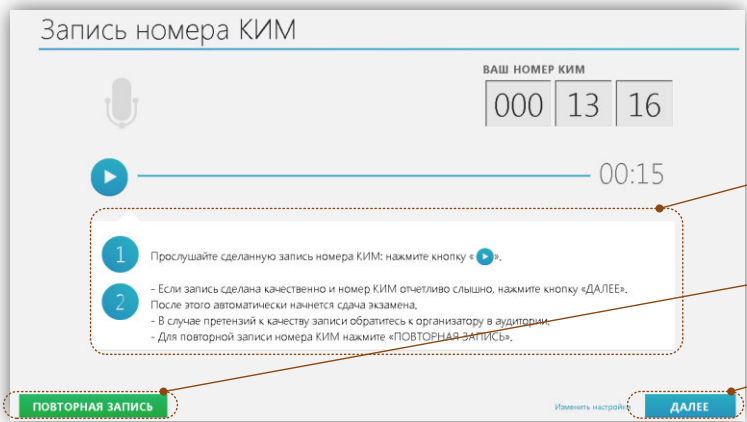 Запись номера КИМ
ВАШ НОМЕР КИМ
000 13 16
00:15
1 Прослушайте сделанную запись номера КИМ: нажмите кнопку « ».
2 - Если запись сделана качественно и номер КИМ отчетливо слышно, нажмите кнопку «ДАЛЕЕ».
После этого автоматически начнется сдача экзамена.
- В случае претензий к качеству записи обратитесь к организатору в аудитории.
- Для повторной записи номера КИМ нажмите «ПОВТОРНАЯ ЗАПИСЬ».
ПОВТОРНАЯ ЗАПИСЬ Изменить настройки ДАЛЕЕ